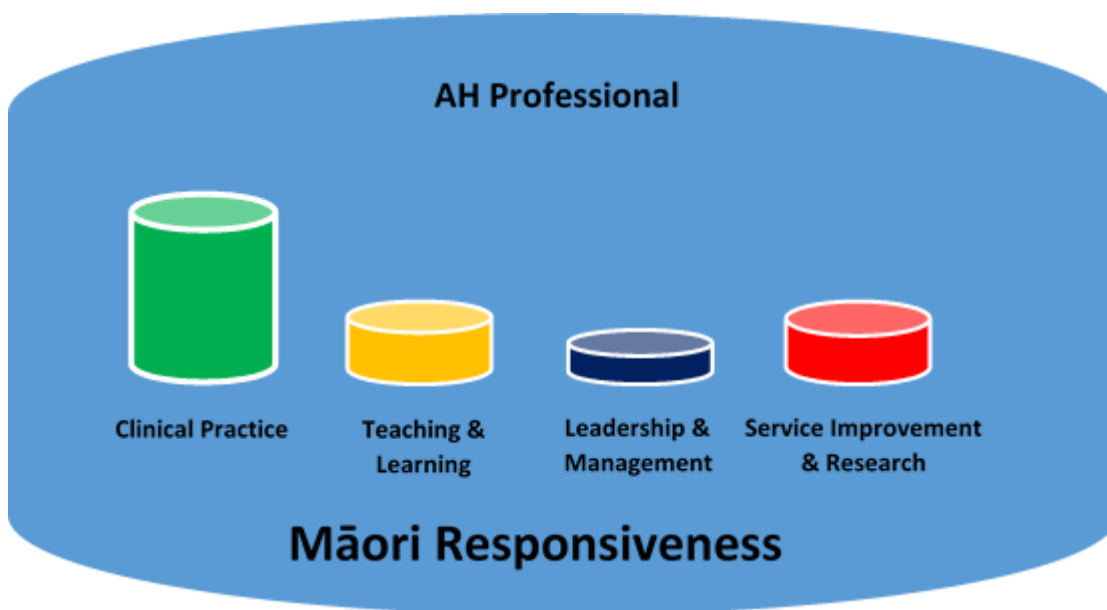 AH Professional
Clinical Practice
Teaching &
Learning
Leadership &
Management
Service Improvement
& Research
Māori Responsiveness